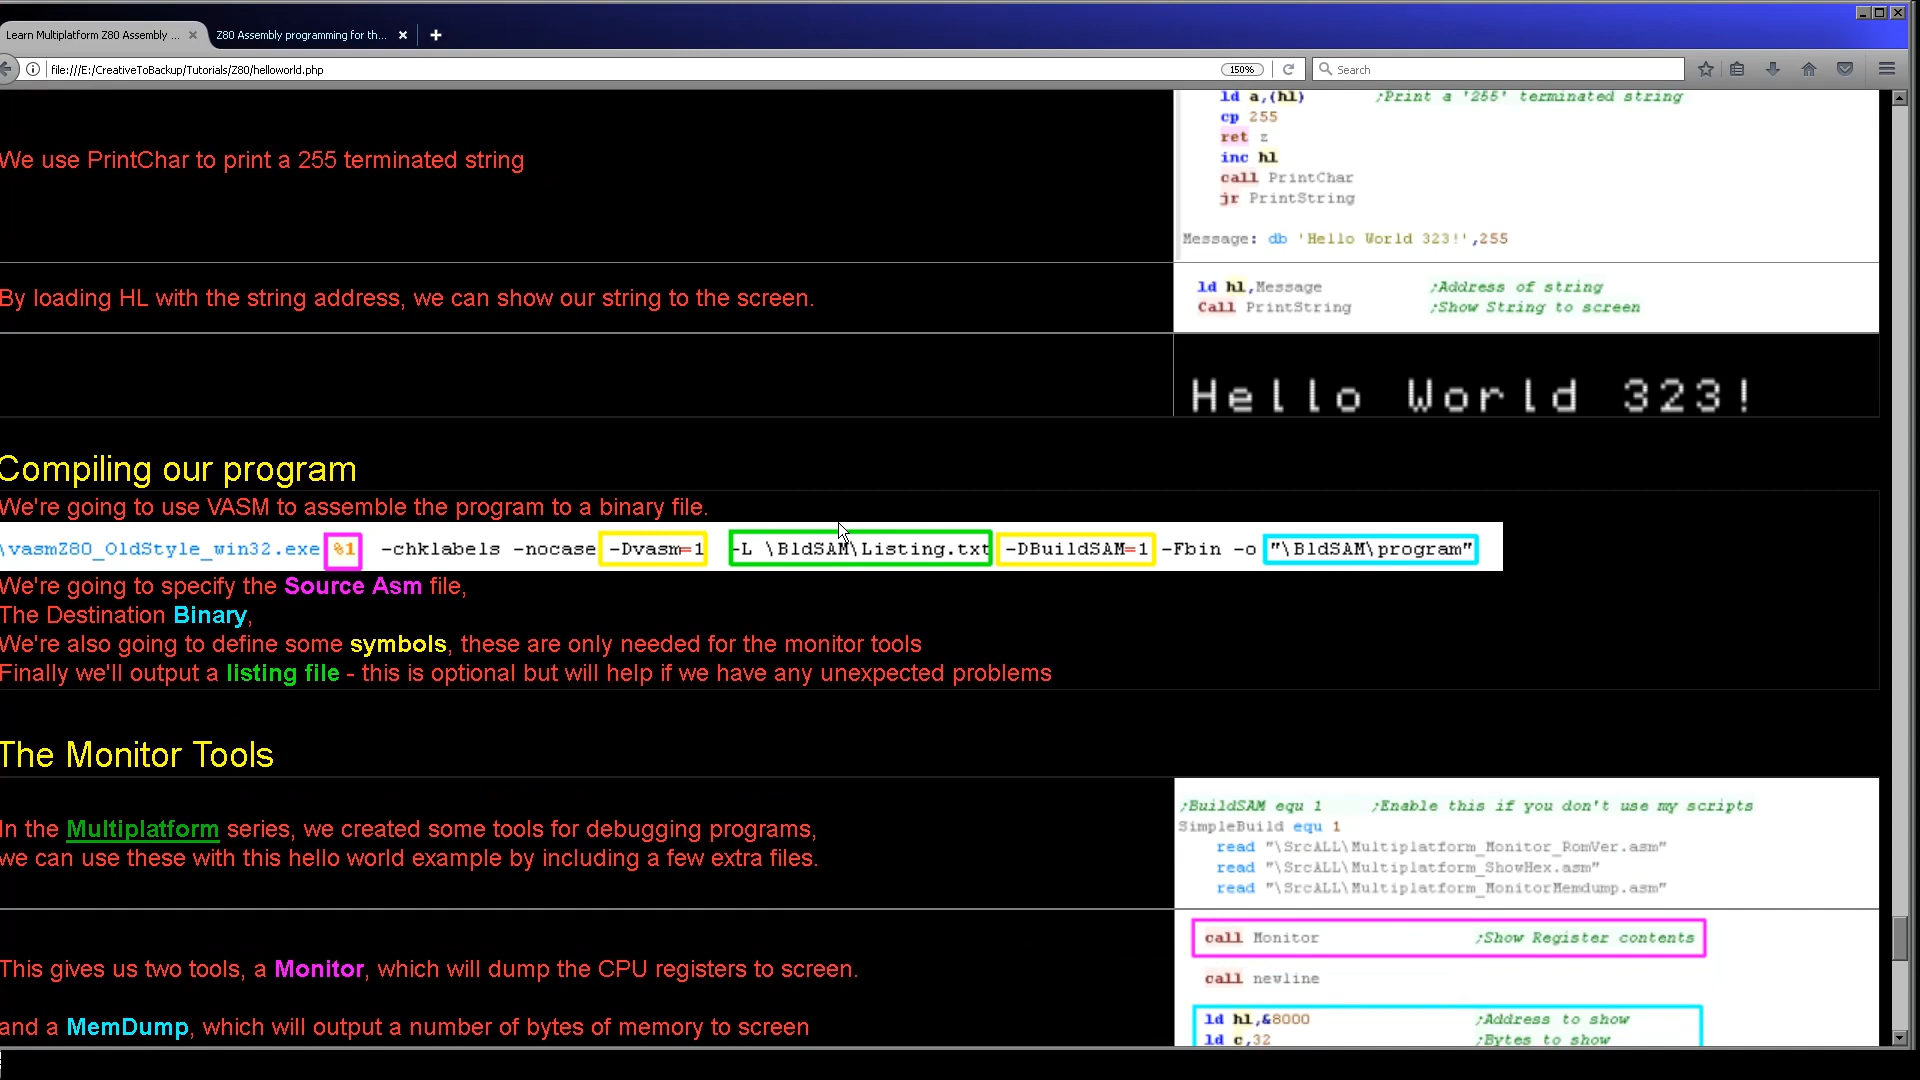 Learn Multiplatform Z80 Assembly ...
Z80 Assembly programming for th...
file:///E:/CreativeToBackup/Tutorials/Z80/helloworld.php
150%
Search
ld a,(hl) ;Print a '255' terminated string
cp 255
ret z
inc hl
call PrintChar
jr PrintString
Message: db 'Hello World 323!',255
We use PrintChar to print a 255 terminated string
By loading HL with the string address, we can show our string to the screen.
ld hl,Message ;Address of string
Call PrintString ;Show String to screen
Hello World 323!
Compiling our program
We're going to use VASM to assemble the program to a binary file.
\vasmZ80_OldStyle_win32.exe %1 -chklabels -nocase -Dvasm=1 -L \BldSAM\Listing.txt -DBuildSAM=1 -Fbin -o "\BldSAM\program"
We're going to specify the Source Asm file,
The Destination Binary,
We're also going to define some symbols, these are only needed for the monitor tools
Finally we'll output a listing file - this is optional but will help if we have any unexpected problems
The Monitor Tools
In the Multiplatform series, we created some tools for debugging programs,
we can use these with this hello world example by including a few extra files.
;BuildSAM equ 1 ;Enable this if you don't use my scripts
SimpleBuild equ 1
read "\SrcALL\Multiplatform_Monitor_RomVer.asm"
read "\SrcALL\Multiplatform_ShowHex.asm"
read "\SrcALL\Multiplatform_MonitorMemdump.asm"
This gives us two tools, a Monitor, which will dump the CPU registers to screen.
and a MemDump, which will output a number of bytes of memory to screen
call Monitor ;Show Register contents
call newline
ld hl,&8000 ;Address to show
ld c,32 ;Bytes to show